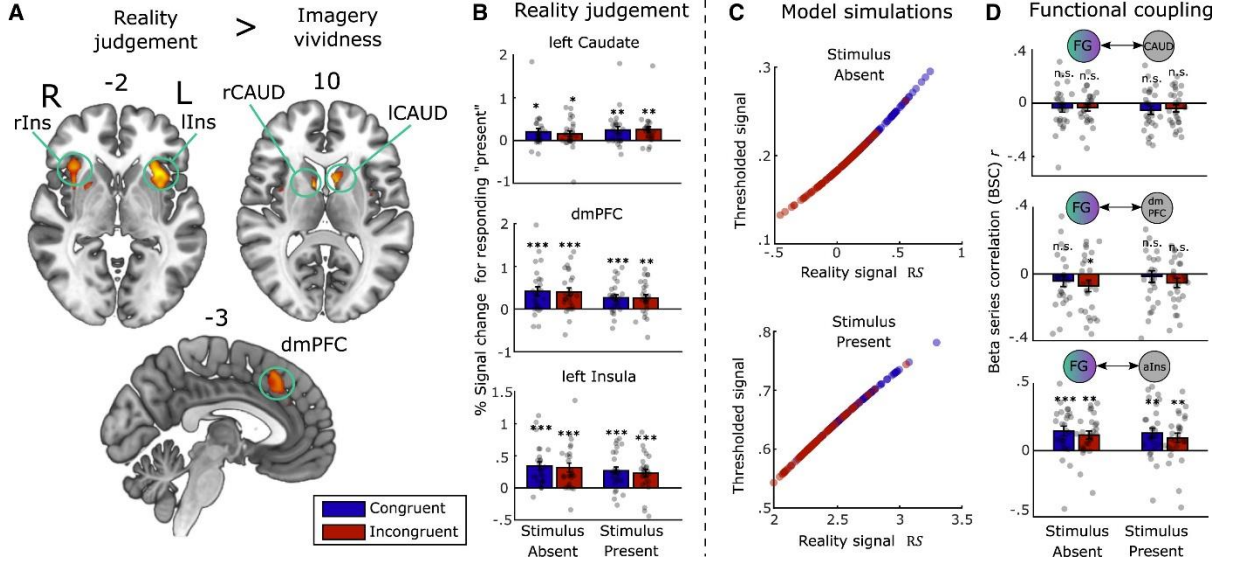 A
Reality judgement
>
Imagery vividness
-2
R
L
rIns
lIns
10
rCAUD
lCAUD
-3
dmPFC
Congruent
Incongruent
B
Reality judgement
% Signal change for responding "present"
left Caudate
2
1
0
-1
*
*
**
**
dmPFC
2
1
0
-1
***
***
***
**
left Insula
1.5
1
.5
0
-.5
***
***
***
***
Stimulus Absent
Stimulus Present
C
Model simulations
Stimulus Absent
Thresholded signal
.3
.2
.1
-.5
0
.5
1
Reality signal RS
Stimulus Present
Thresholded signal
.8
.7
.6
.5
2
2.5
3
3.5
Reality signal RS
D
Functional coupling
Beta series correlation (BSC) r
FG
CAUD
.4
0
-.4
n.s.
n.s.
n.s.
n.s.
FG
dm PFC
.4
0
-.4
n.s.
*
n.s.
n.s.
FG
aIns
.5
0
-.5
***
**
**
**
Stimulus Absent
Stimulus Present